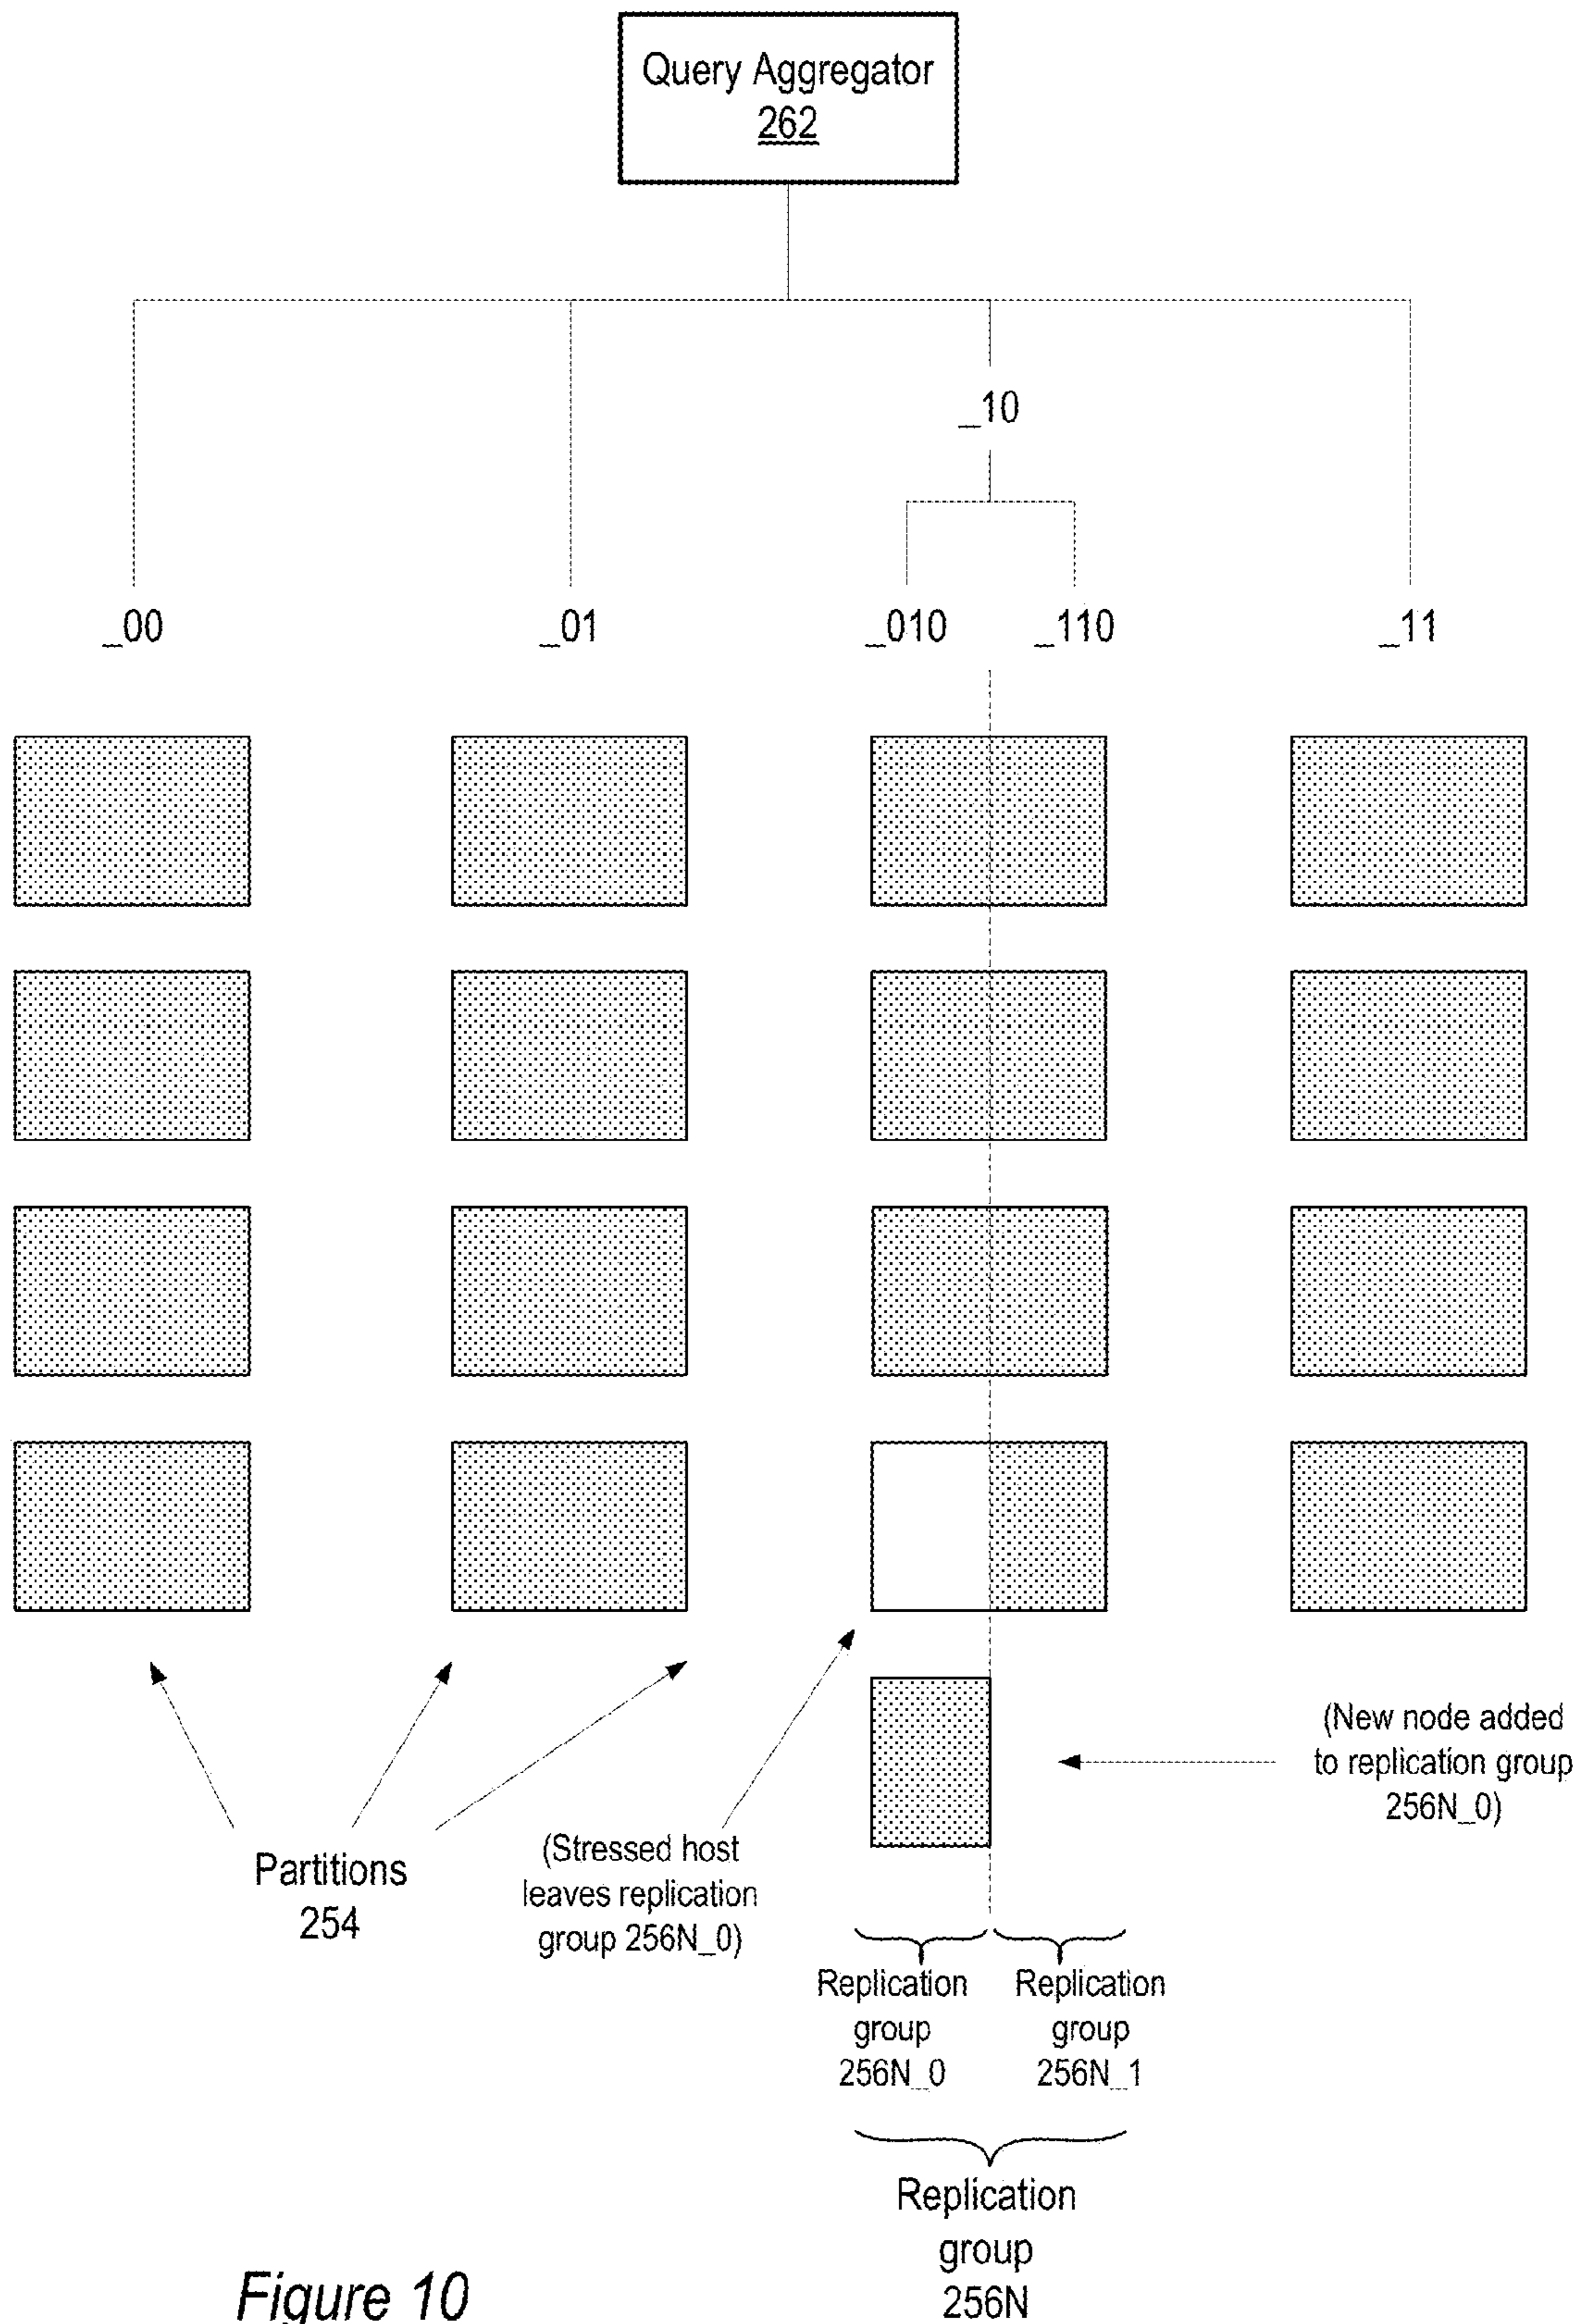 Query Aggregator
262
_10
_00
_01
_010
_110
_11
(New node added
to replication group
256N_0)
Partitions
254
(Stressed host
leaves replication
group 256N_0)
Replication
group
256N_0
Replication
group
256N_1
Replication
group
256N
Figure 10